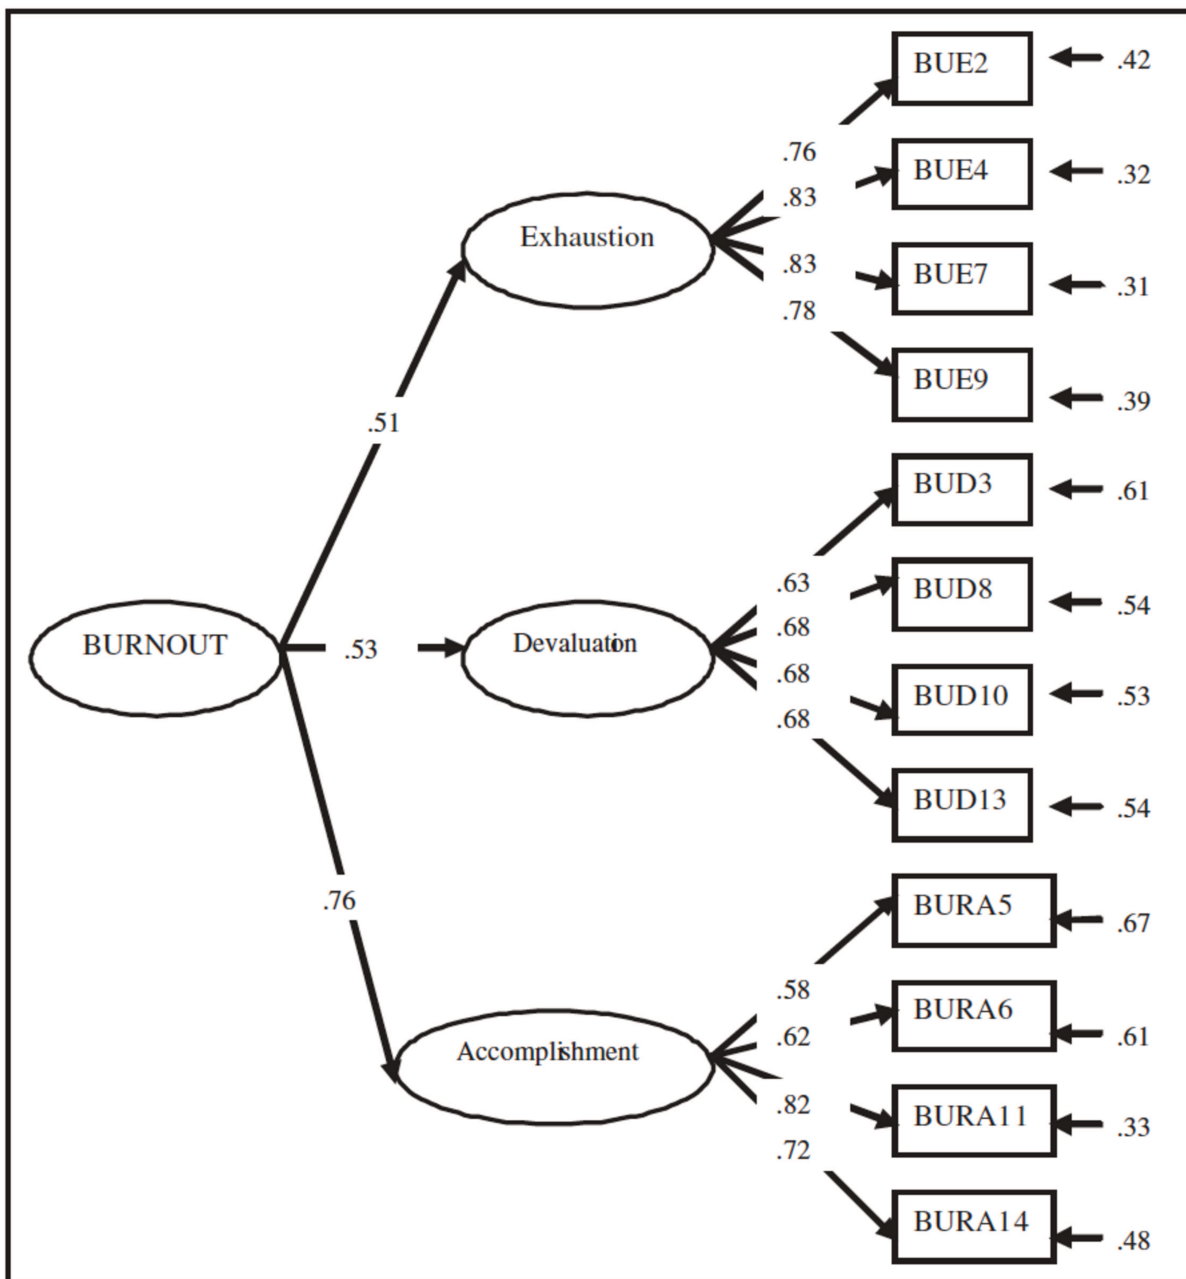 BUE2
.42
.76
BUE4
.32
.83
Exhaustion
.83
BUE7
.31
.78
BUE9
.39
.51
BUD3
.61
.63
BUD8
.54
.68
BURNOUT
.53
Devaluation
.68
BUD10
.53
.68
BUD13
.54
.76
BURA5
.67
.58
BURA6
.61
.62
Accomplishment
.82
BURA11
.33
.72
BURA14
.48